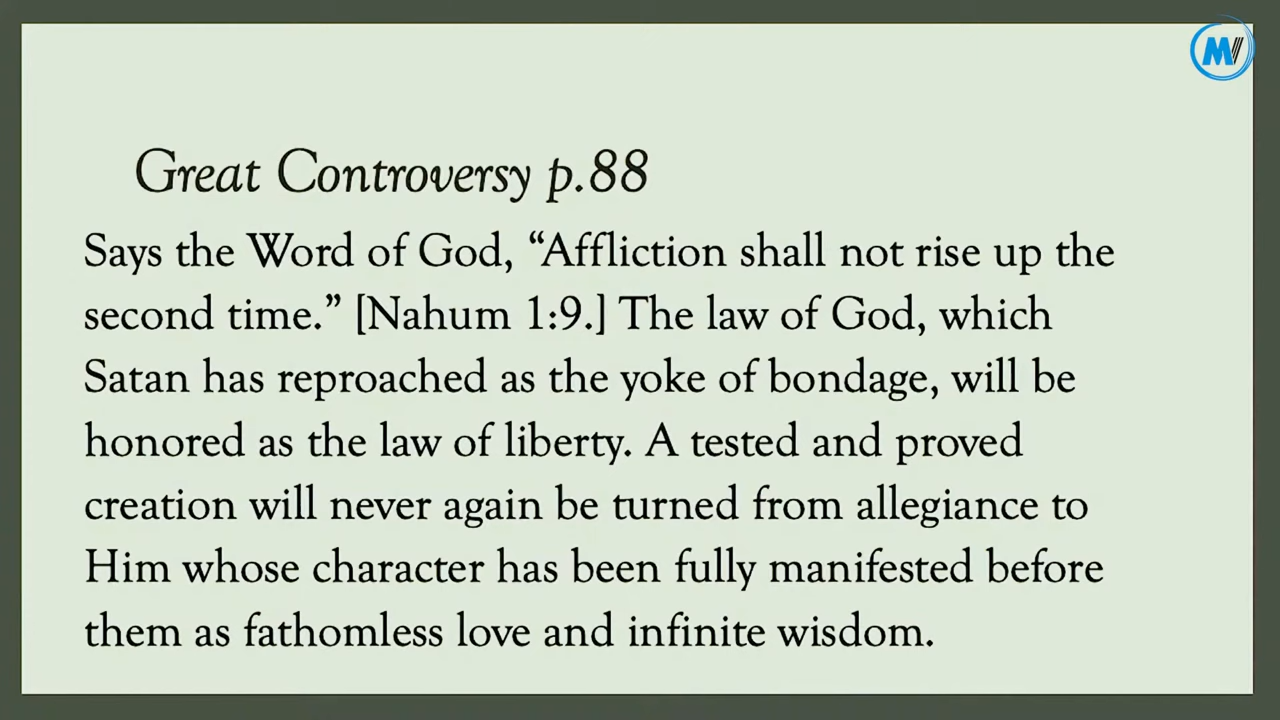 Great Controversy p.88
Says the Word of God, “Affliction shall not rise up the
second time.” [Nahum 1:9.] The law of God, which
Satan has reproached as the yoke of bondage, will be
honored as the law of liberty. A tested and proved
creation will never again be turned from allegiance to
Him whose character has been fully manifested before
them as fathomless love and infinite wisdom.